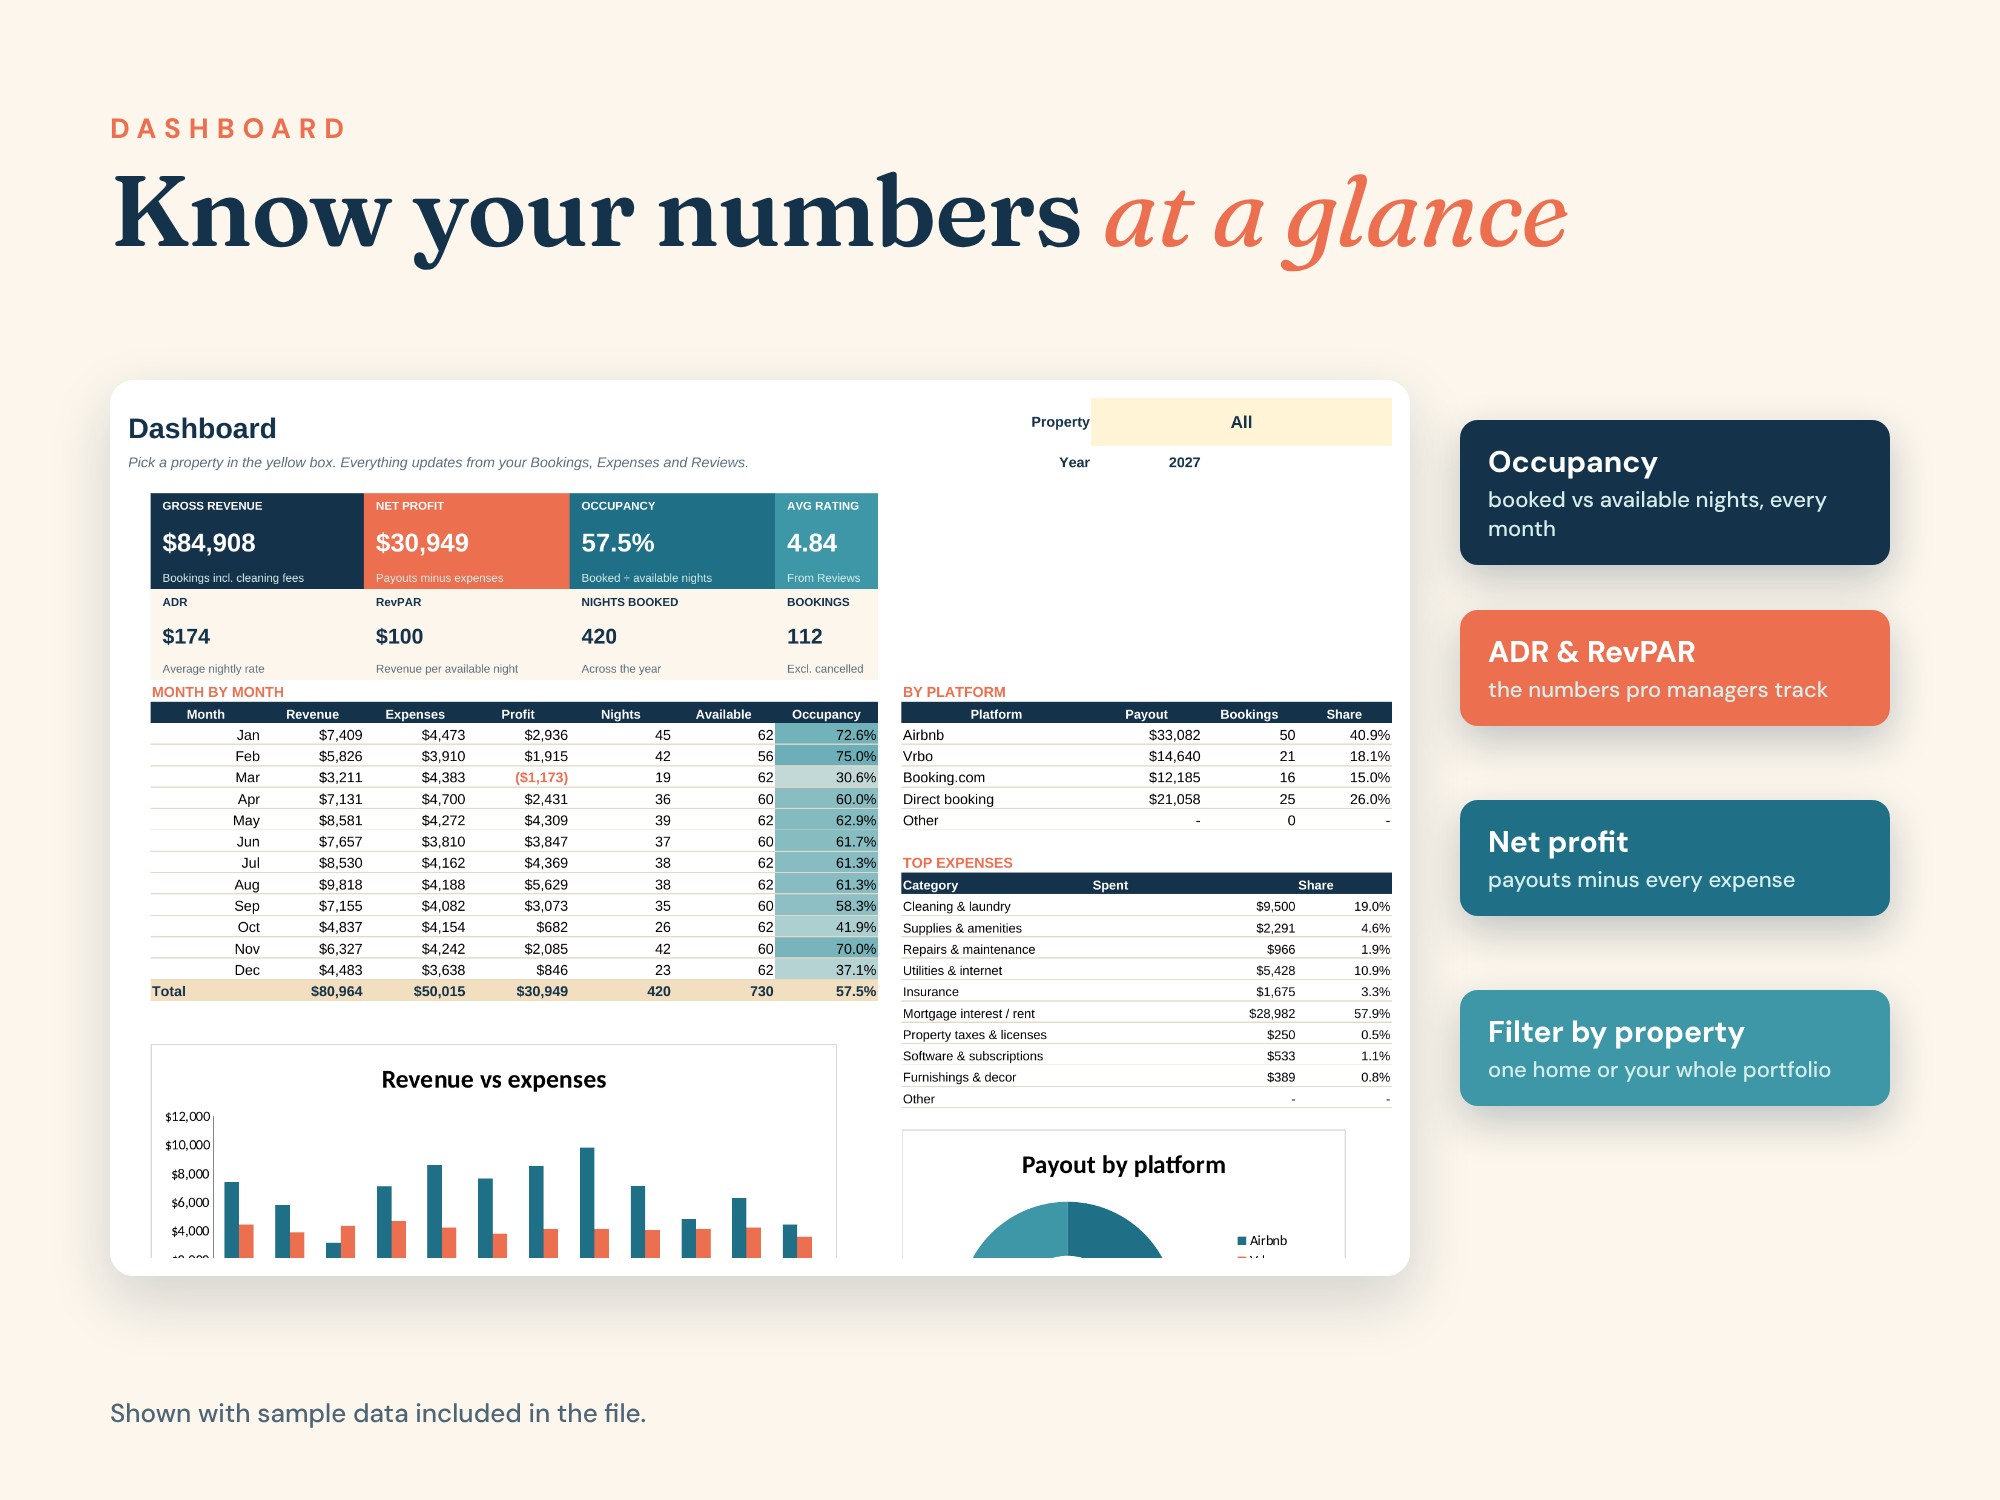 DASHBOARD
Know your numbers at a glance
Dashboard
Pick a property in the yellow box. Everything updates from your Bookings, Expenses and Reviews.
Property All
Year 2027
GROSS REVENUE NET PROFIT OCCUPANCY AVG RATING
$84,908 $30,949 57.5% 4.84
Bookings incl. cleaning fees Payouts minus expenses Booked ÷ available nights From Reviews
ADR RevPAR NIGHTS BOOKED BOOKINGS
$174 $100 420 112
Average nightly rate Revenue per available night Across the year Excl. cancelled
MONTH BY MONTH
Month Revenue Expenses Profit Nights Available Occupancy
Jan $7,409 $4,473 $2,936 45 62 72.6%
Feb $5,826 $3,910 $1,915 42 56 75.0%
Mar $3,211 $4,383 ($1,173) 19 62 30.6%
Apr $7,131 $4,700 $2,431 36 60 60.0%
May $8,581 $4,272 $4,309 39 62 62.9%
Jun $7,657 $3,810 $3,847 37 60 61.7%
Jul $8,530 $4,162 $4,369 38 62 61.3%
Aug $9,818 $4,188 $5,629 38 62 61.3%
Sep $7,155 $4,082 $3,073 35 60 58.3%
Oct $4,837 $4,154 $682 26 62 41.9%
Nov $6,327 $4,242 $2,085 42 60 70.0%
Dec $4,483 $3,638 $846 23 62 37.1%
Total $80,964 $50,015 $30,949 420 730 57.5%
BY PLATFORM
Platform Payout Bookings Share
Airbnb $33,082 50 40.9%
Vrbo $14,640 21 18.1%
Booking.com $12,185 16 15.0%
Direct booking $21,058 25 26.0%
Other - 0 -
TOP EXPENSES
Category Spent Share
Cleaning & laundry $9,500 19.0%
Supplies & amenities $2,291 4.6%
Repairs & maintenance $966 1.9%
Utilities & internet $5,428 10.9%
Insurance $1,675 3.3%
Mortgage interest / rent $28,982 57.9%
Property taxes & licenses $250 0.5%
Software & subscriptions $533 1.1%
Furnishings & decor $389 0.8%
Other - -
Revenue vs expenses
$12,000
$10,000
$8,000
$6,000
$4,000
Payout by platform
Airbnb
Occupancy
booked vs available nights, every
month
ADR & RevPAR
the numbers pro managers track
Net profit
payouts minus every expense
Filter by property
one home or your whole portfolio
Shown with sample data included in the file.